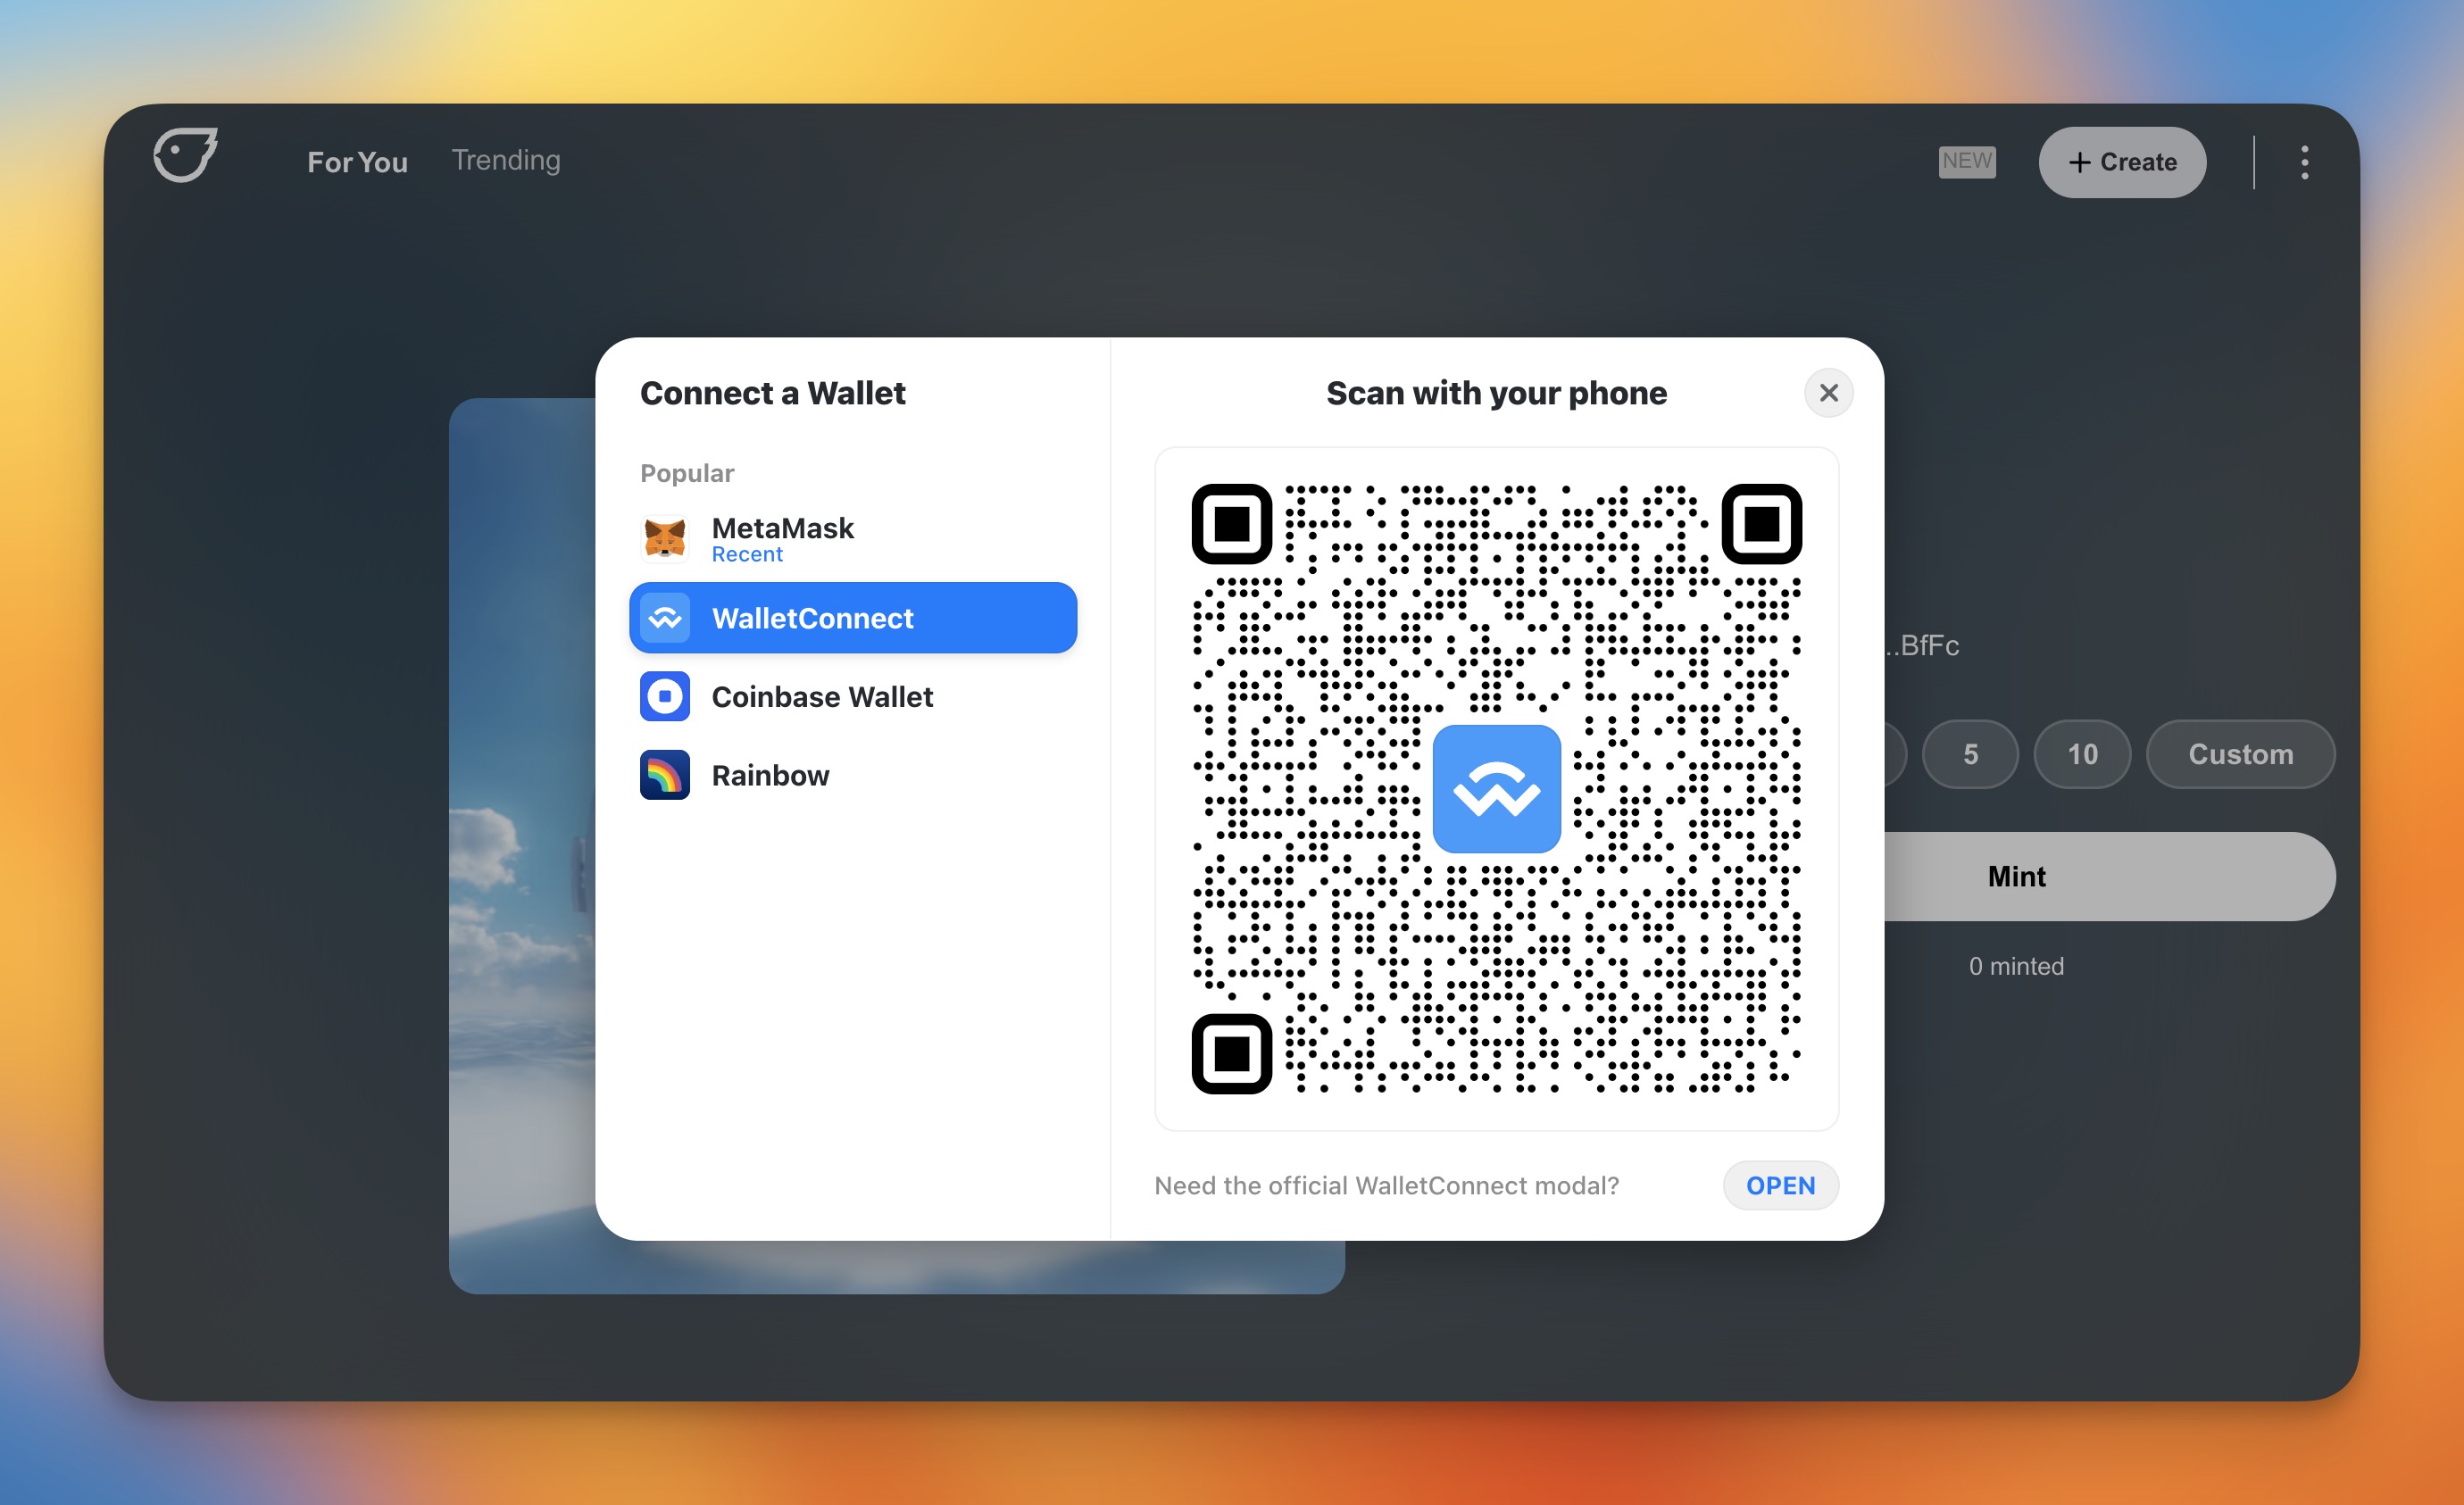 For You
Trending
NEW
+ Create
Connect a Wallet
Popular
MetaMask
Recent
WalletConnect
Coinbase Wallet
Rainbow
Scan with your phone
Need the official WalletConnect modal?
OPEN
..BfFc
5
10
Custom
Mint
0 minted